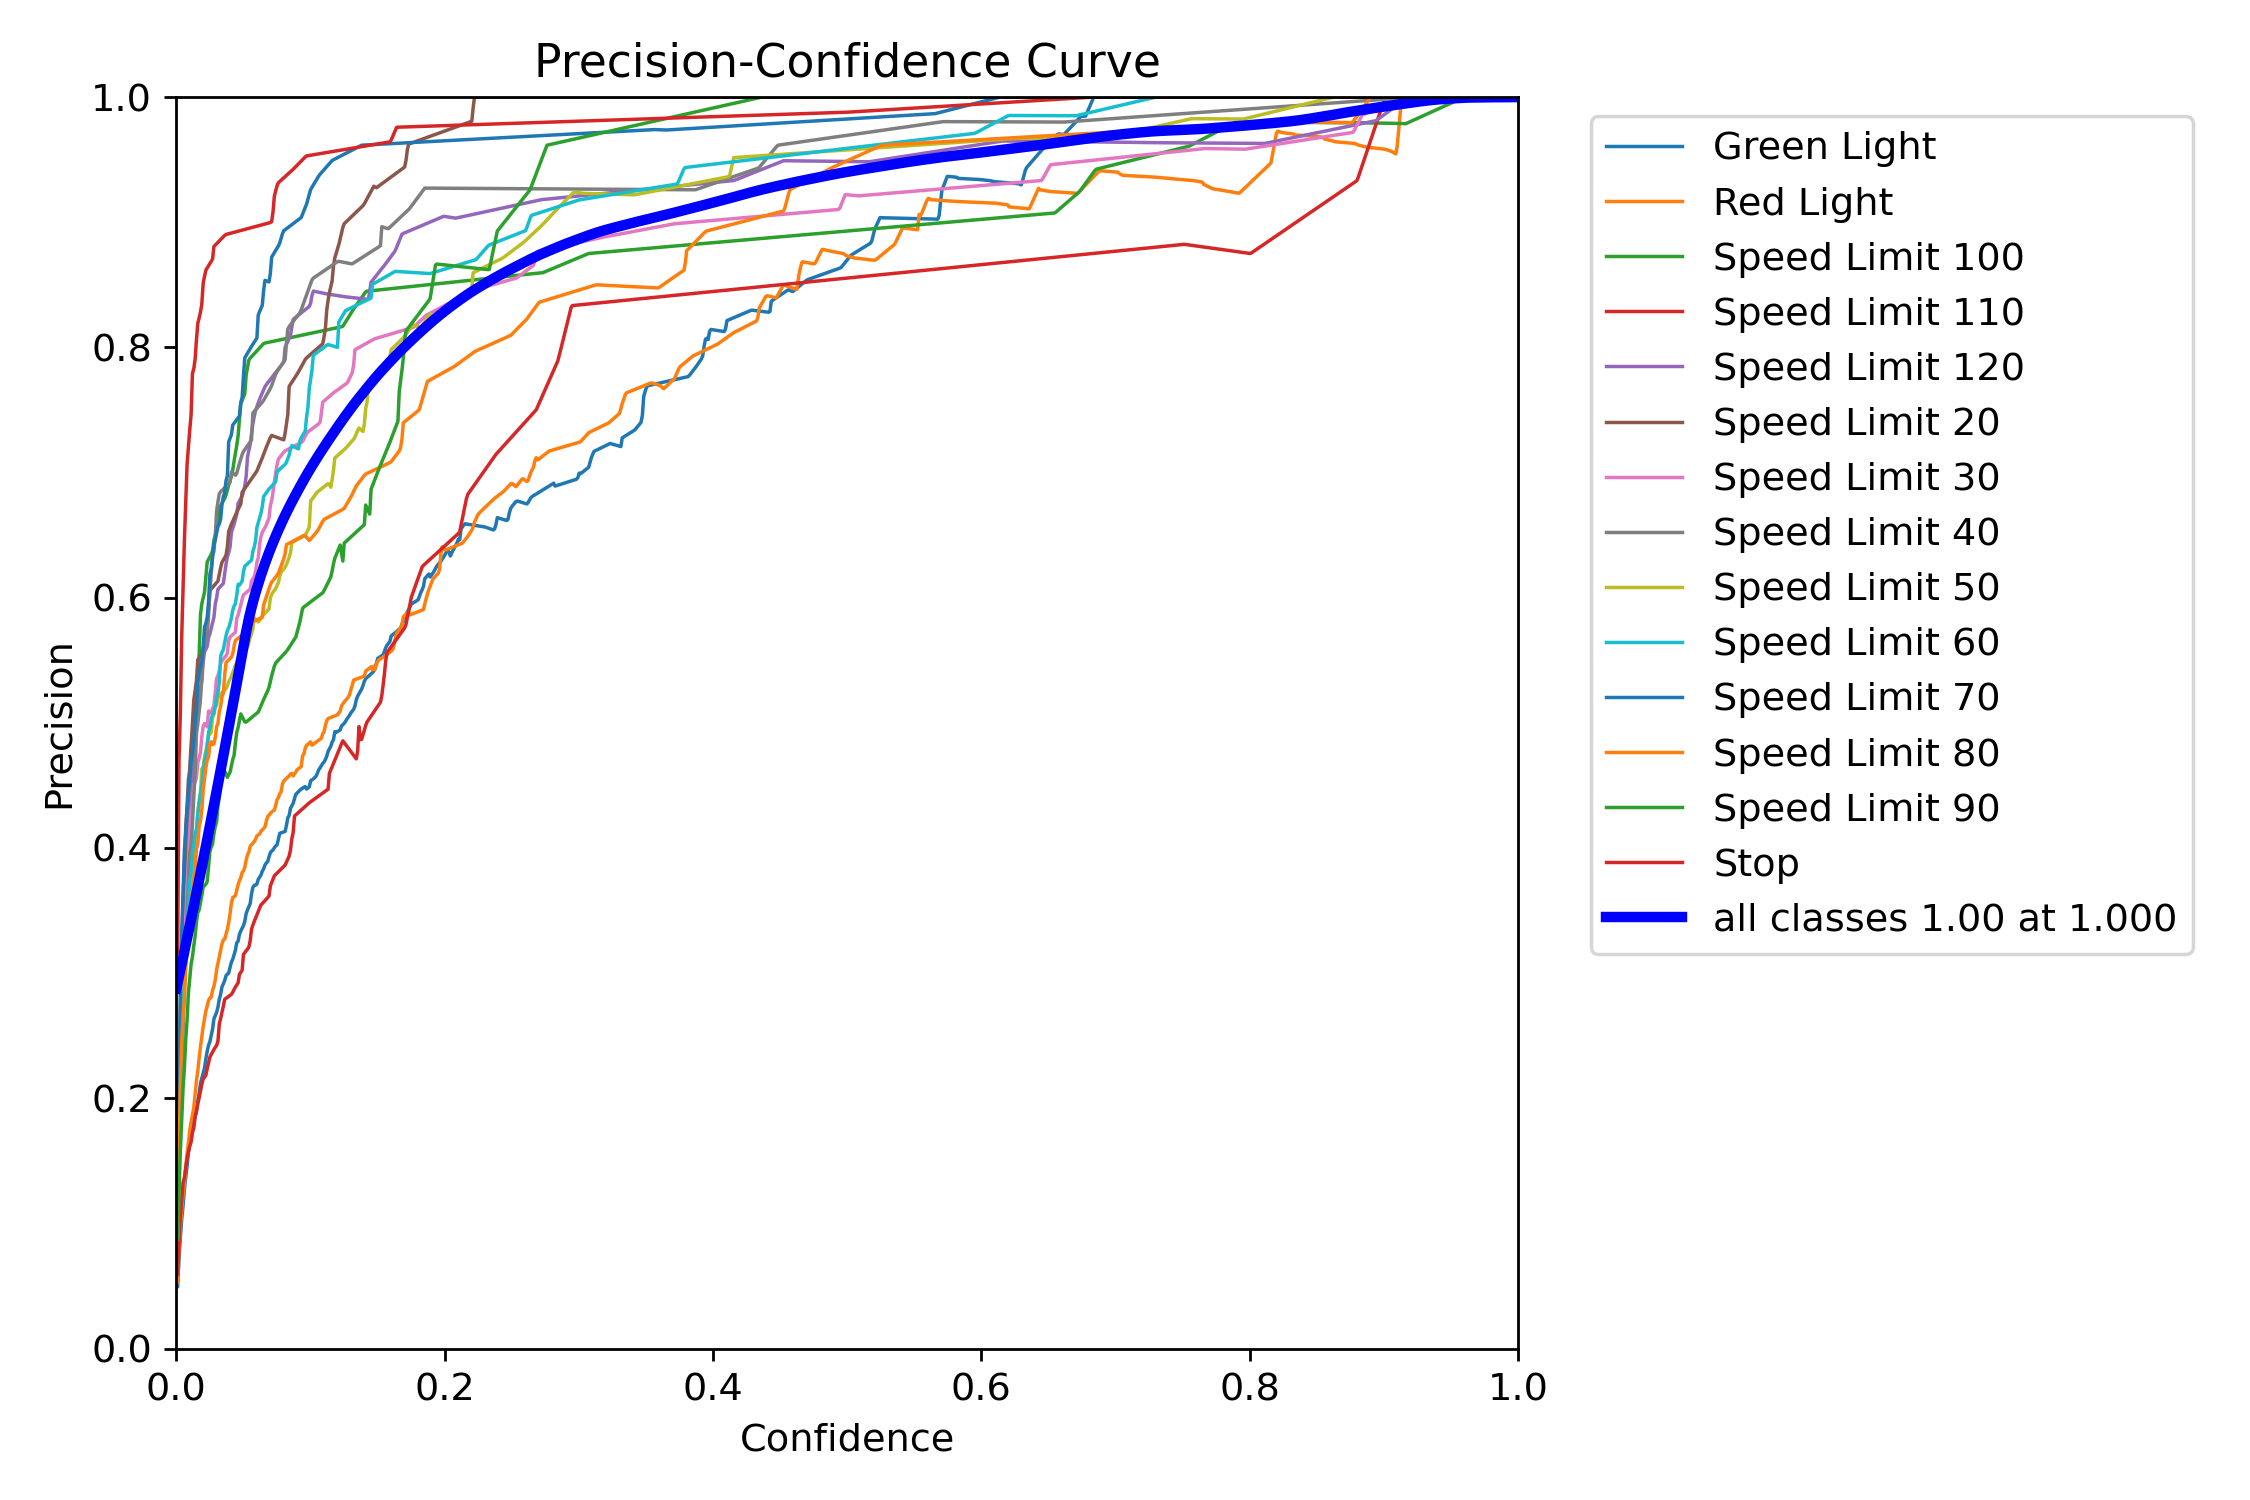 Precision-Confidence Curve
1.0
0.8
0.6
0.4
0.2
0.0
Precision
0.0 0.2 0.4 0.6 0.8 1.0
Confidence
Green Light
Red Light
Speed Limit 100
Speed Limit 110
Speed Limit 120
Speed Limit 20
Speed Limit 30
Speed Limit 40
Speed Limit 50
Speed Limit 60
Speed Limit 70
Speed Limit 80
Speed Limit 90
Stop
all classes 1.00 at 1.000